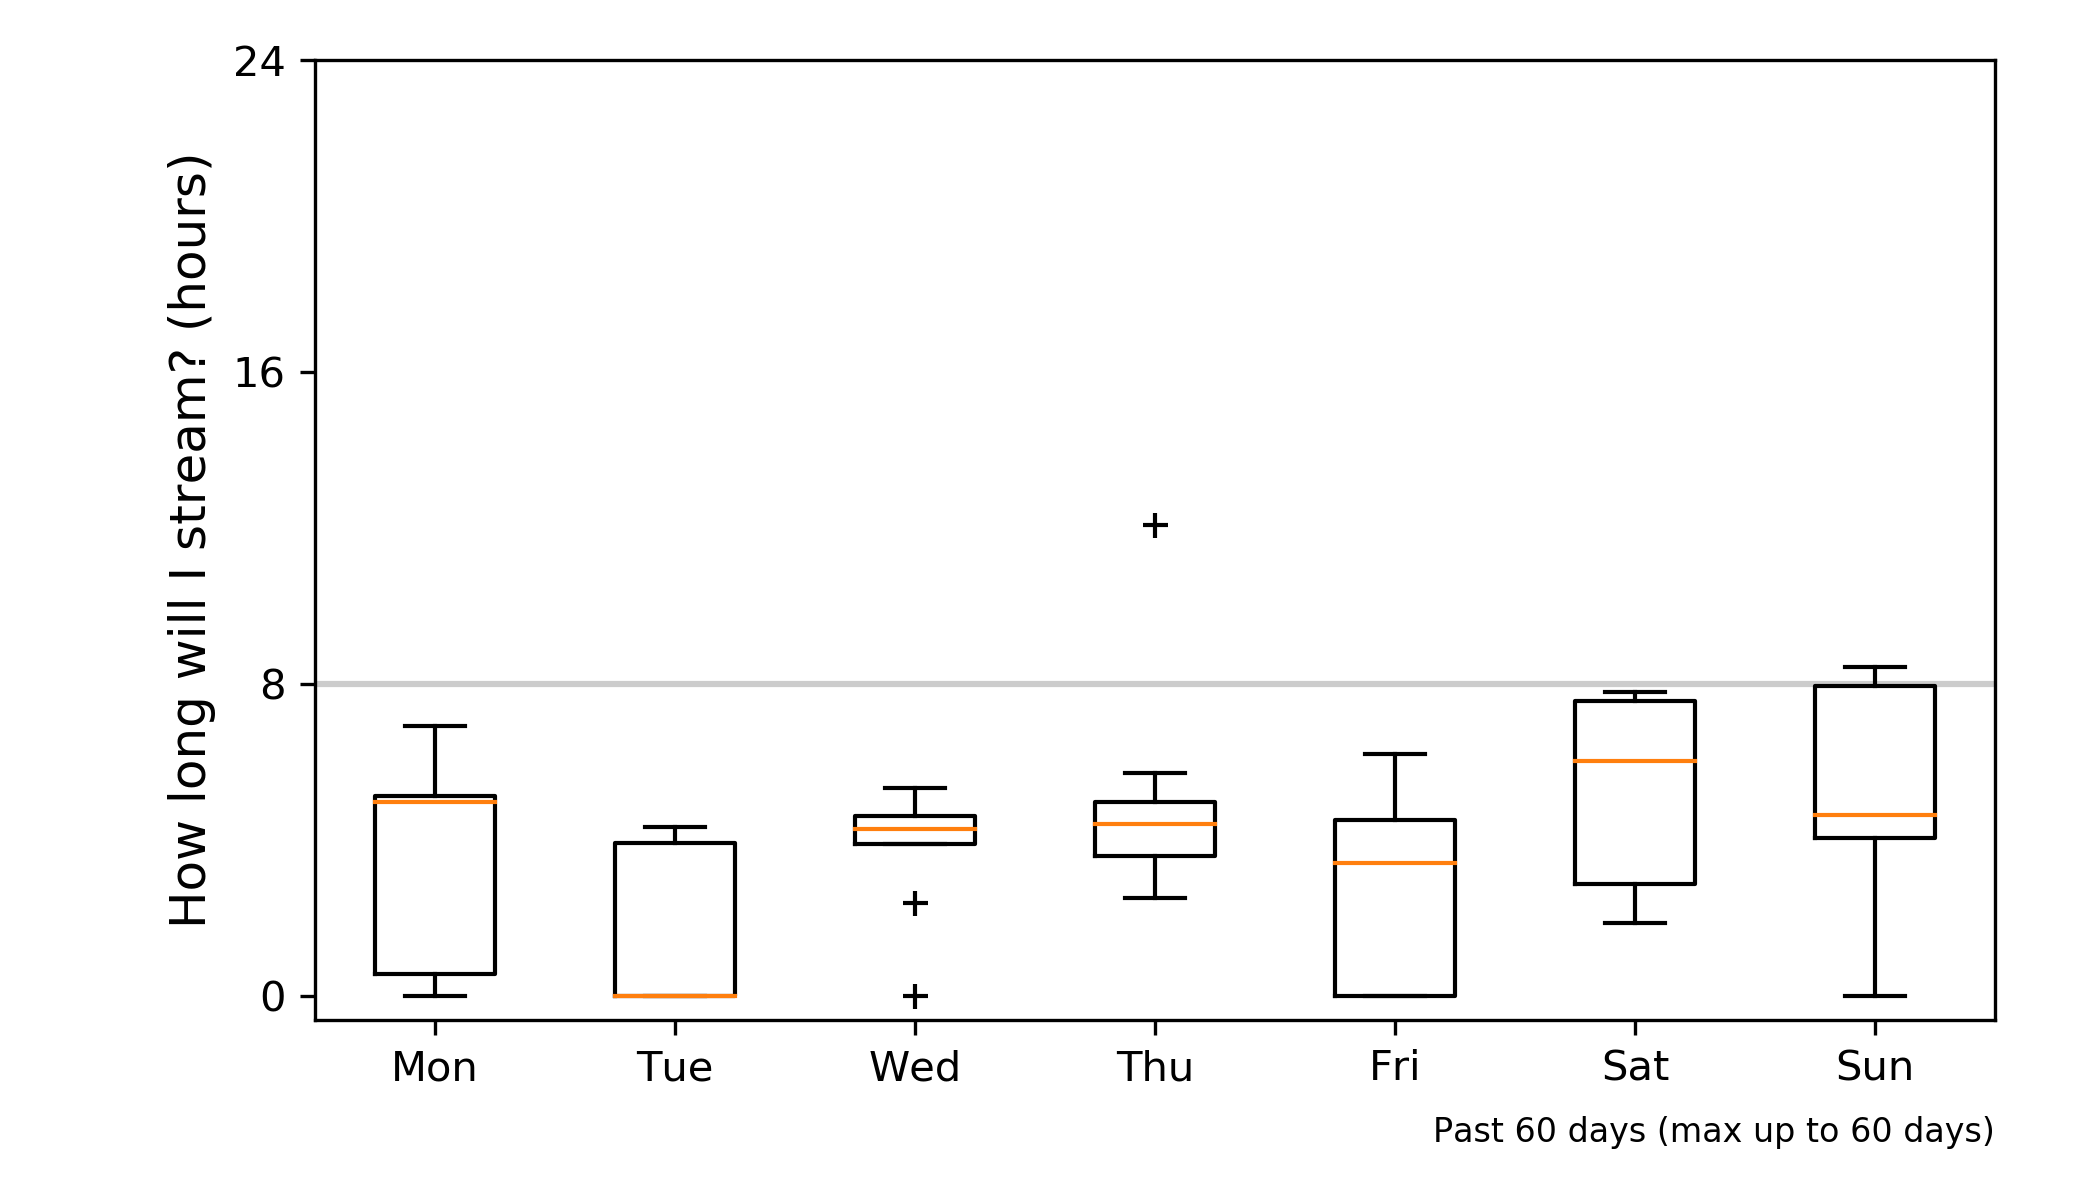 How long will I stream? (hours)
24
16
8
0
Mon Tue Wed Thu Fri Sat Sun
Past 60 days (max up to 60 days)